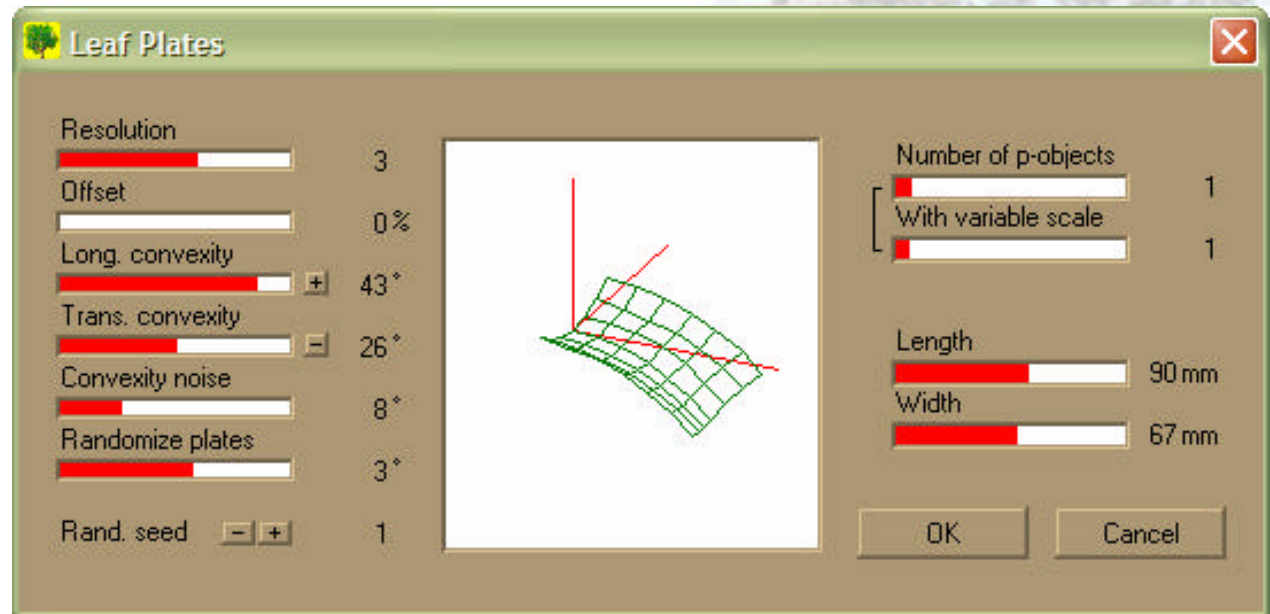 Leaf Plates
Resolution
3
Offset
0%
Long. convexity
+ 43°
Trans. convexity
- 26°
Convexity noise
8°
Randomize plates
3°
Rand. seed - + 1
Number of p-objects
1
With variable scale
1
Length
90 mm
Width
67 mm
OK Cancel